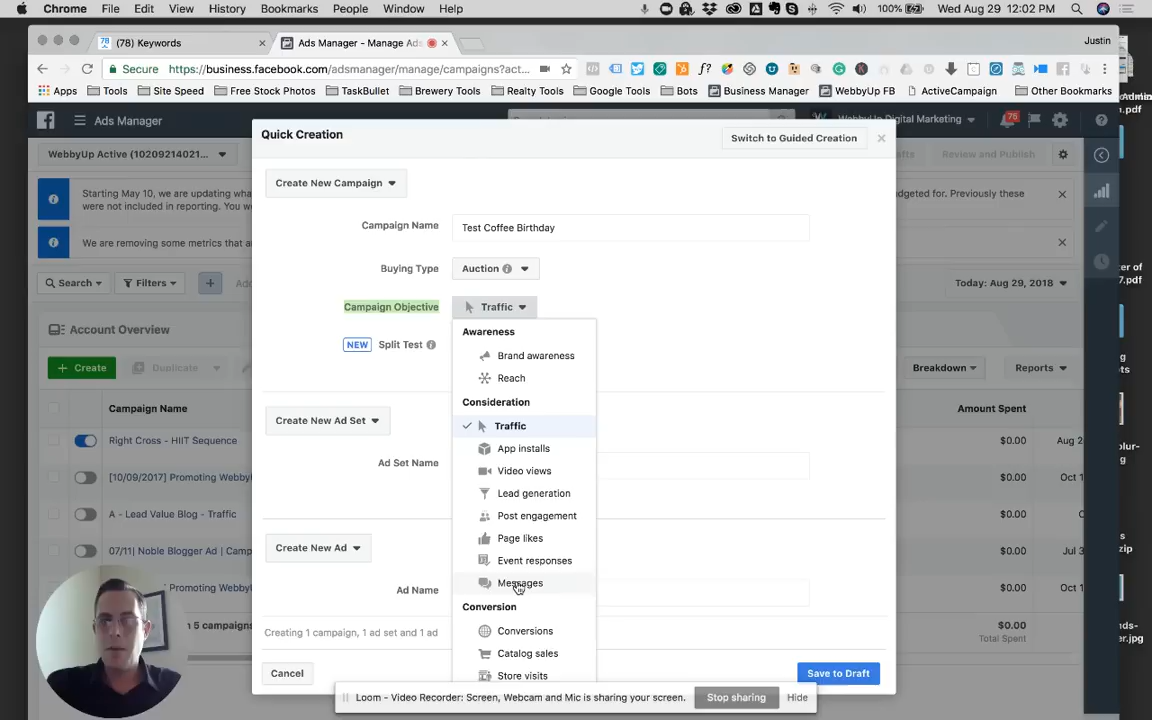 Chrome File Edit View History Bookmarks People Window Help 100% Wed Aug 29 12:02 PM
(78) Keywords
Ads Manager - Manage Ads
Justin
Secure https://business.facebook.com/adsmanager/manage/campaigns?act...
Apps Tools Site Speed Free Stock Photos TaskBullet Brewery Tools Realty Tools Google Tools Bots Business Manager WebbyUp FB ActiveCampaign Other Bookmarks
Ads Manager
WebbyUp Digital Marketing
75
WebbyUp Active (10209214021...
Quick Creation
Switch to Guided Creation
Review and Publish
Create New Campaign
Starting May 10, we are updating wha
were not included in reporting. You w
udgeted for. Previously these
We are removing some metrics that a
Campaign Name
Test Coffee Birthday
Buying Type
Auction
Search
Filters
Today: Aug 29, 2018
Campaign Objective
Traffic
Account Overview
NEW Split Test
Awareness
Brand awareness
Reach
Consideration
Traffic
App installs
Video views
Lead generation
Post engagement
Page likes
Event responses
Messages
Conversion
Conversions
Catalog sales
Store visits
+ Create
Duplicate
Breakdown
Reports
Campaign Name
Amount Spent
Create New Ad Set
Right Cross - HIIT Sequence
$0.00
Aug 2
Ad Set Name
[10/09/2017] Promoting WebbyU
$0.00
Oct 1
A - Lead Value Blog - Traffic
$0.00
Create New Ad
07/11| Noble Blogger Ad | Camp
$0.00
Jul 3
Promoting WebbyU
$0.00
Oct 1
Ad Name
5 campaigns
$0.00
Total Spent
Creating 1 campaign, 1 ad set and 1 ad
Cancel
Save to Draft
Loom - Video Recorder: Screen, Webcam and Mic is sharing your screen.
Stop sharing
Hide